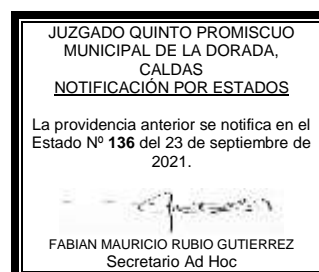 JUZGADO QUINTO PROMISCUO
MUNICIPAL DE LA DORADA,
CALDAS
NOTIFICACIÓN POR ESTADOS
La providencia anterior se notifica en el
Estado Nº 136 del 23 de septiembre de
2021.
FABIAN MAURICIO RUBIO GUTIERREZ
Secretario Ad Hoc